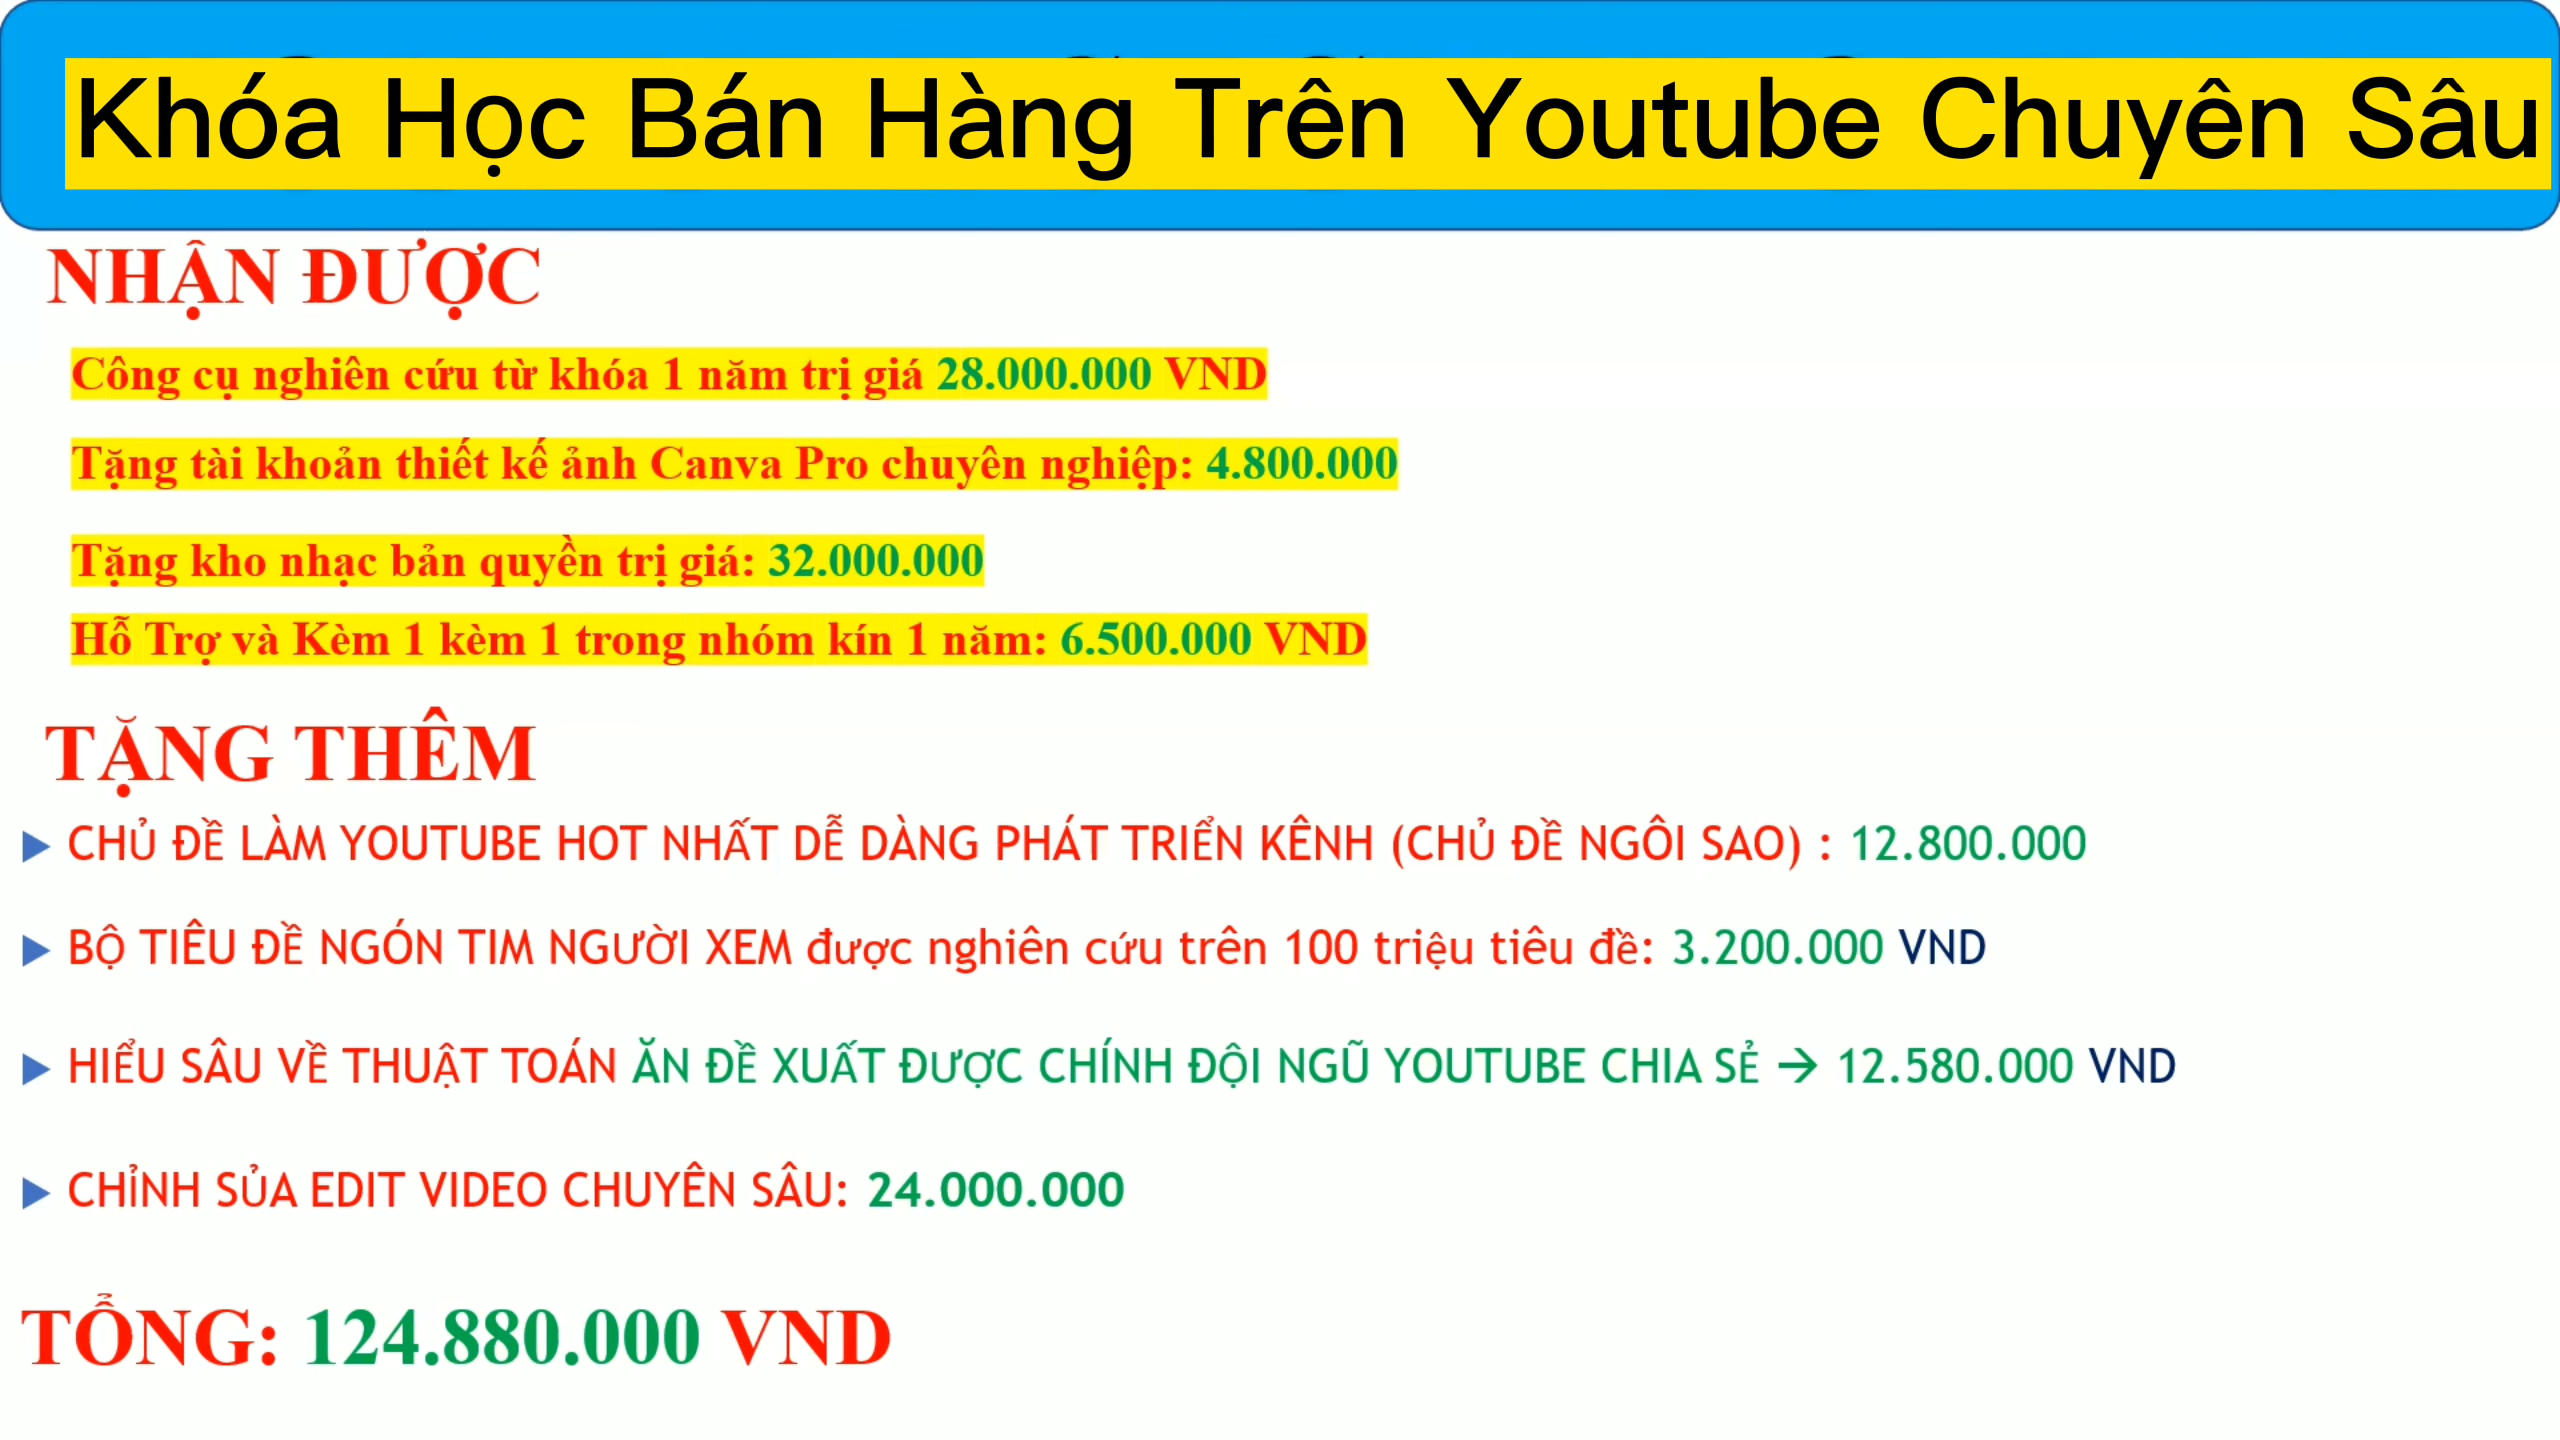 Khóa Học Bán Hàng Trên Youtube Chuyên Sâu
NHẬN ĐƯỢC
Công cụ nghiên cứu từ khóa 1 năm trị giá 28.000.000 VND
Tặng tài khoản thiết kế ảnh Canva Pro chuyên nghiệp: 4.800.000
Tặng kho nhạc bản quyền trị giá: 32.000.000
Hỗ Trợ và Kèm 1 kèm 1 trong nhóm kín 1 năm: 6.500.000 VND
TẶNG THÊM
CHỦ ĐỀ LÀM YOUTUBE HOT NHẤT DỄ DÀNG PHÁT TRIỂN KÊNH (CHỦ ĐỀ NGÔI SAO) : 12.800.000
BỘ TIÊU ĐỀ NGÓN TIM NGƯỜI XEM được nghiên cứu trên 100 triệu tiêu đề: 3.200.000 VND
HIỂU SÂU VỀ THUẬT TOÁN ĂN ĐỀ XUẤT ĐƯỢC CHÍNH ĐỘI NGŨ YOUTUBE CHIA SẺ → 12.580.000 VND
CHỈNH SỦA EDIT VIDEO CHUYÊN SÂU: 24.000.000
TỔNG: 124.880.000 VND